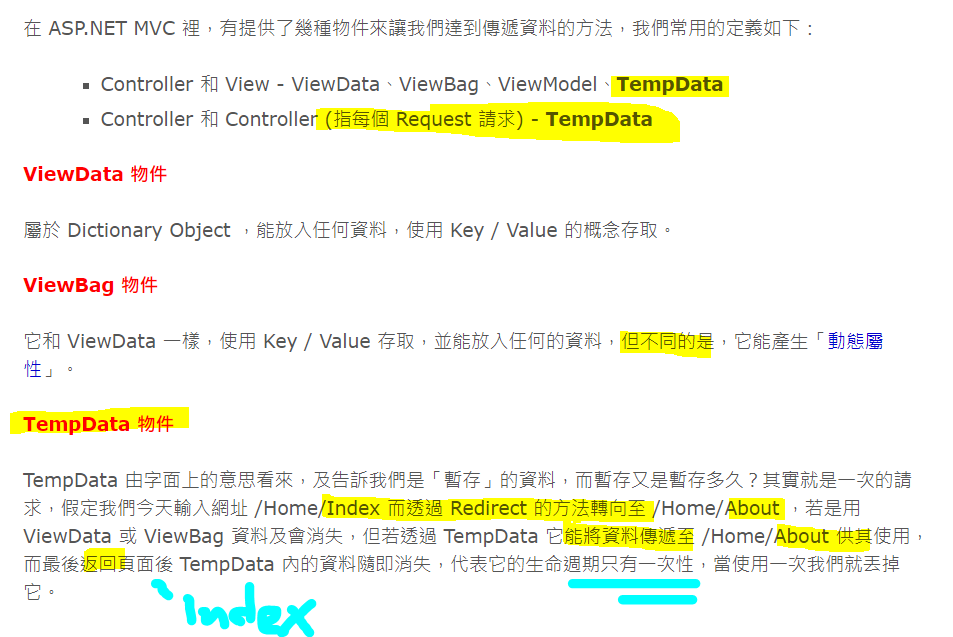 在 ASP.NET MVC 裡，有提供了幾種物件來讓我們達到傳遞資料的方法，我們常用的定義如下：
▪ Controller 和 View - ViewData、ViewBag、ViewModel、TempData
▪ Controller 和 Controller (指每個 Request 請求) - TempData
ViewData 物件
屬於 Dictionary Object ，能放入任何資料，使用 Key / Value 的概念存取。
ViewBag 物件
它和 ViewData 一樣，使用 Key / Value 存取，並能放入任何的資料，但不同的是，它能產生「動態屬
性」。
TempData 物件
TempData 由字面上的意思看來，及告訴我們是「暫存」的資料，而暫存又是暫存多久？其實就是一次的請
求，假定我們今天輸入網址 /Home/Index 而透過 Redirect 的方法轉向至 /Home/About ，若是用
ViewData 或 ViewBag 資料及會消失，但若透過 TempData 它能將資料傳遞至 /Home/About 供其使用，
而最後返回頁面後 TempData 內的資料隨即消失，代表它的生命週期只有一次性，當使用一次我們就丟掉
它。
Index